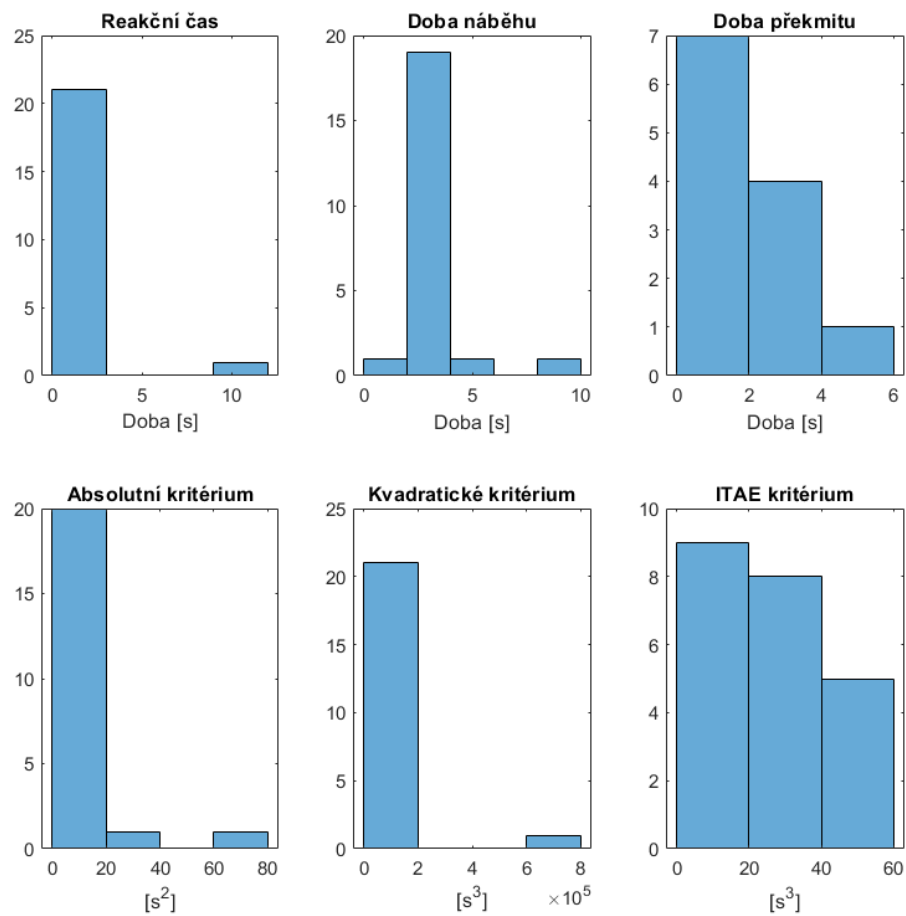 Reakční čas
25
20
15
10
5
0
0 5 10
Doba [s]
Doba náběhu
20
15
10
5
0
0 5 10
Doba [s]
Doba překmitu
7
6
5
4
3
2
1
0
0 2 4 6
Doba [s]
Absolutní kritérium
20
15
10
5
0
0 20 40 60 80
[s²]
Kvadratické kritérium
25
20
15
10
5
0
0 2 4 6 8
[s³] ×10⁵
ITAE kritérium
10
8
6
4
2
0
0 20 40 60
[s³]